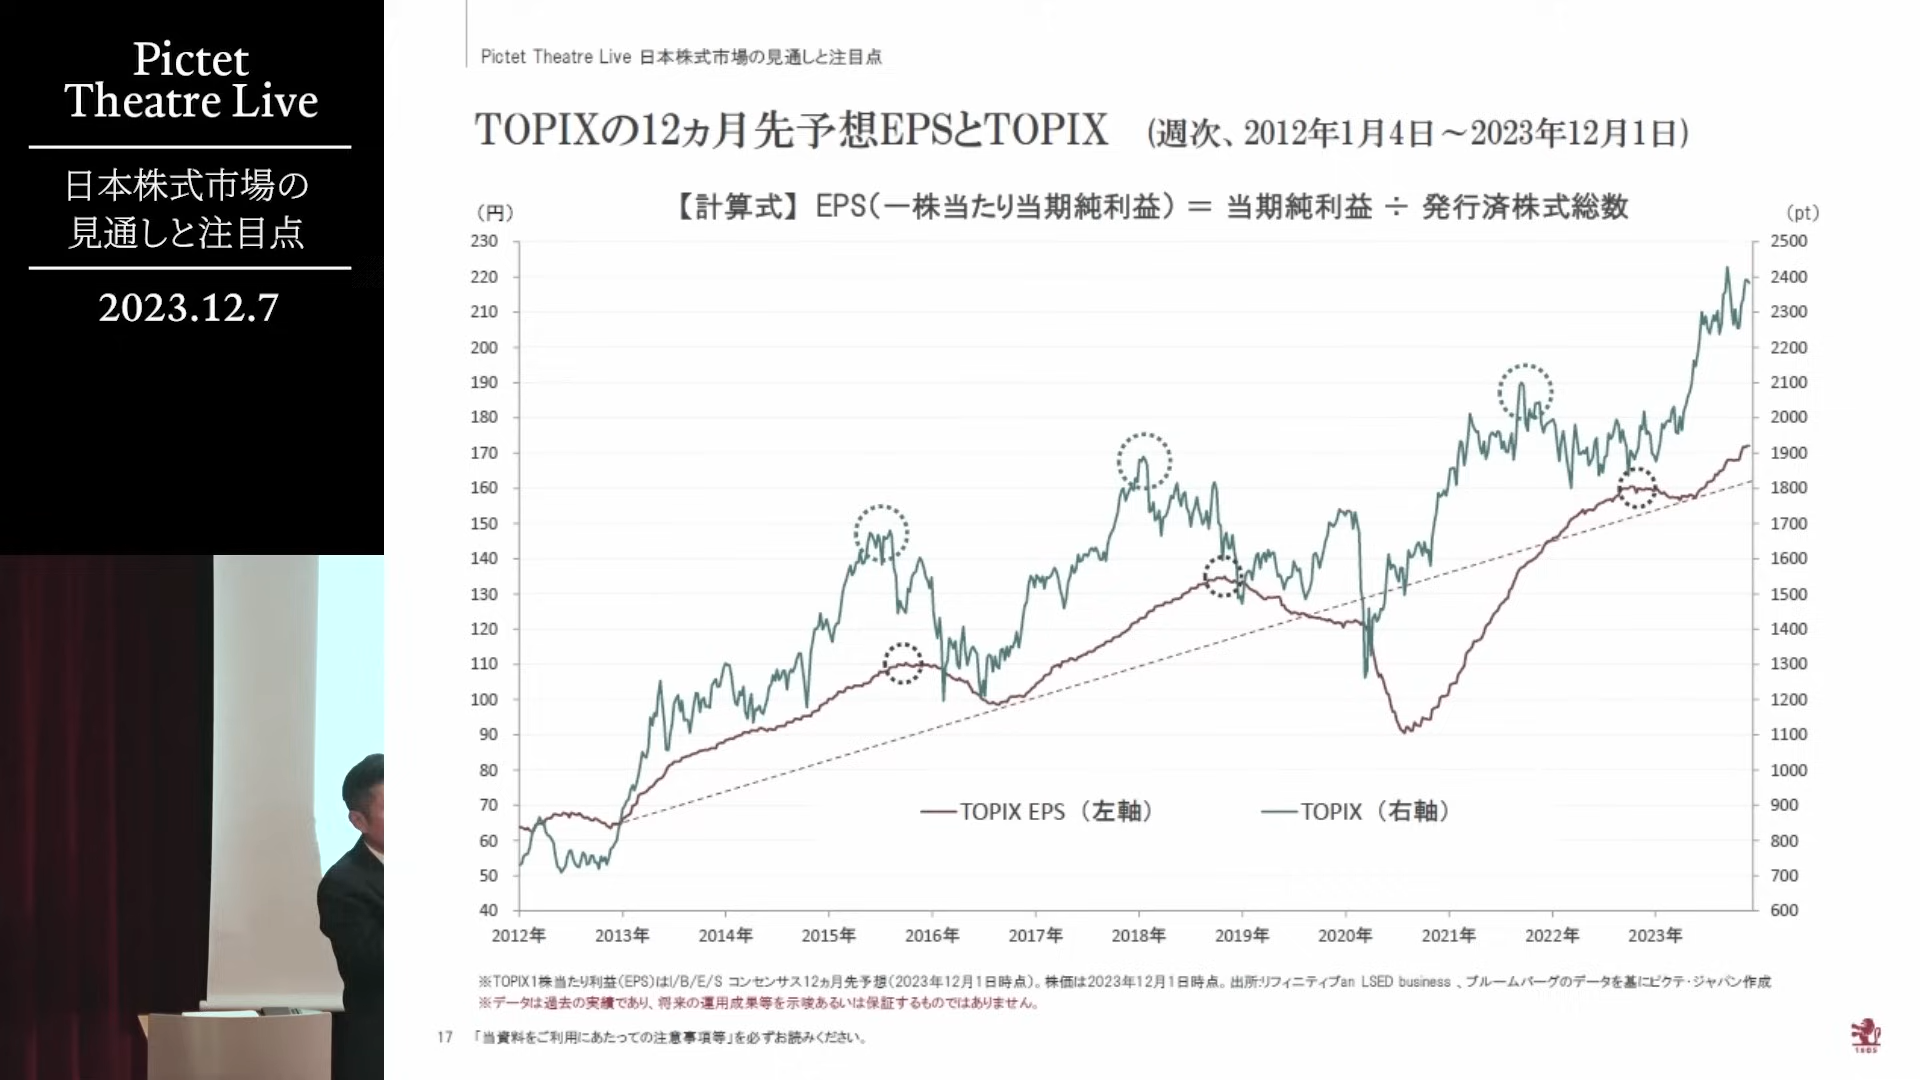 Pictet
Theatre Live
日本株式市場の
見通しと注目点
2023.12.7
Pictet Theatre Live 日本株式市場の見通しと注目点
TOPIXの12ヵ月先予想EPSとTOPIX (週次、2012年1月4日～2023年12月1日)
【計算式】 EPS(一株当たり当期純利益) ＝ 当期純利益 ÷ 発行済株式総数
(円)
(pt)
230
220
210
200
190
180
170
160
150
140
130
120
110
100
90
80
70
60
50
40
2500
2400
2300
2200
2100
2000
1900
1800
1700
1600
1500
1400
1300
1200
1100
1000
900
800
700
600
TOPIX EPS（左軸）
TOPIX（右軸）
2012年 2013年 2014年 2015年 2016年 2017年 2018年 2019年 2020年 2021年 2022年 2023年
※TOPIX1株当たり利益(EPS)はI/B/E/S コンセンサス12ヵ月先予想(2023年12月1日時点)。株価は2023年12月1日時点。出所:リフィニティブan LSED business 、ブルームバーグのデータを基にピクテ・ジャパン作成
※データは過去の実績であり、将来の運用成果等を示唆あるいは保証するものではありません。
17 「当資料をご利用にあたっての注意事項等」を必ずお読みください。
1805